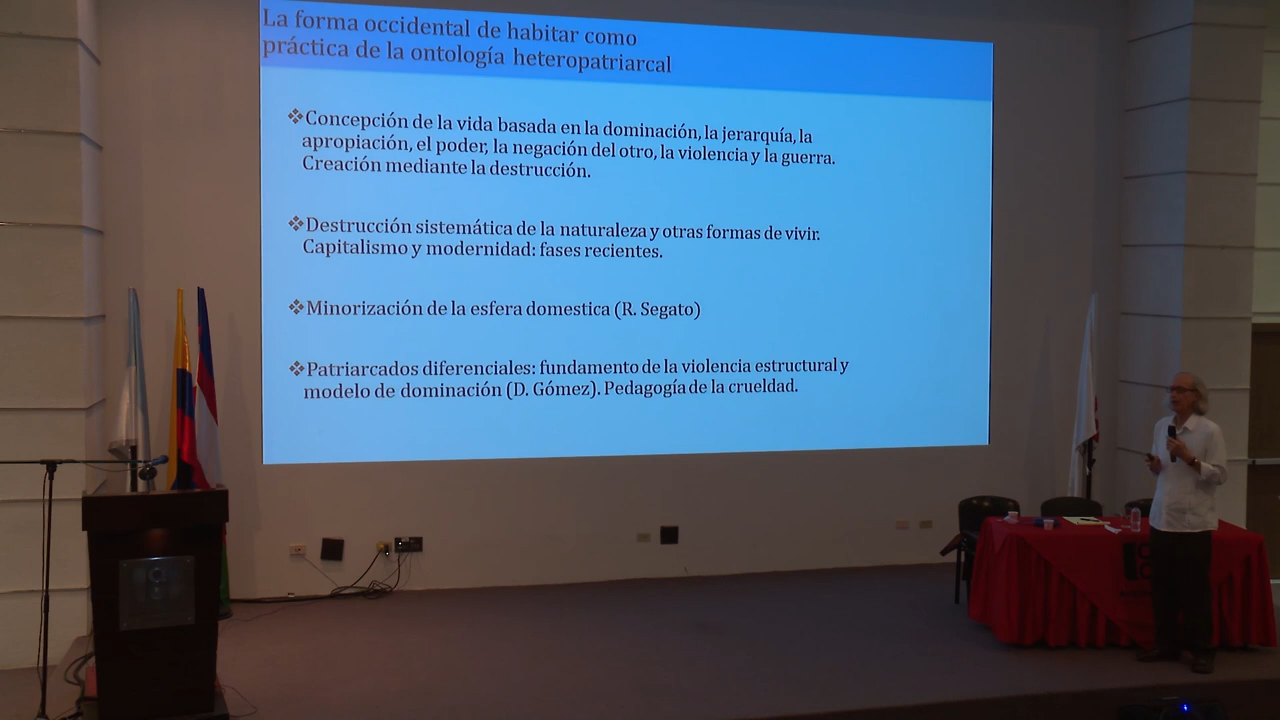 La forma occidental de habitar como
práctica de la ontología heteropatriarcal
❖Concepción de la vida basada en la dominación, la jerarquía, la
apropiación, el poder, la negación del otro, la violencia y la guerra.
Creación mediante la destrucción.
❖Destrucción sistemática de la naturaleza y otras formas de vivir.
Capitalismo y modernidad: fases recientes.
❖Minorización de la esfera domestica (R. Segato)
❖Patriarcados diferenciales: fundamento de la violencia estructural y
modelo de dominación (D. Gómez). Pedagogía de la crueldad.